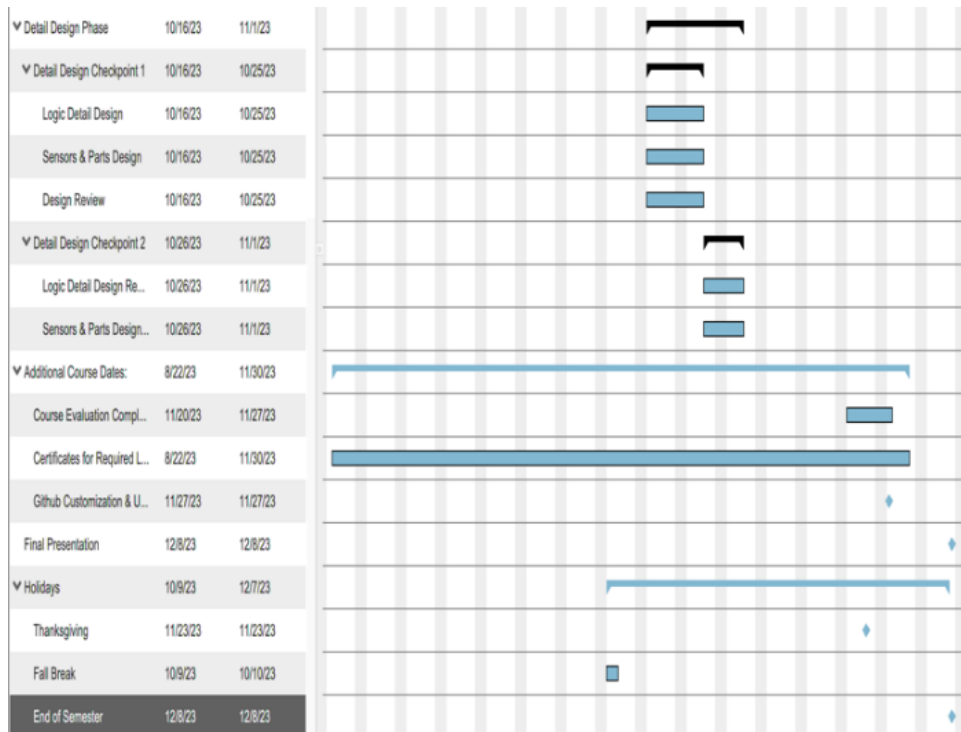 Detail Design Phase 10/16/23 11/1/23
Detail Design Checkpoint 1 10/16/23 10/25/23
Logic Detail Design 10/16/23 10/25/23
Sensors & Parts Design 10/16/23 10/25/23
Design Review 10/16/23 10/25/23
Detail Design Checkpoint 2 10/26/23 11/1/23
Logic Detail Design Re... 10/26/23 11/1/23
Sensors & Parts Design... 10/26/23 11/1/23
Additional Course Dates: 8/22/23 11/30/23
Course Evaluation Compl... 11/20/23 11/27/23
Certificates for Required L... 8/22/23 11/30/23
Github Customization & U... 11/27/23 11/27/23
Final Presentation 12/8/23 12/8/23
Holidays 10/9/23 12/7/23
Thanksgiving 11/23/23 11/23/23
Fall Break 10/9/23 10/10/23
End of Semester 12/8/23 12/8/23